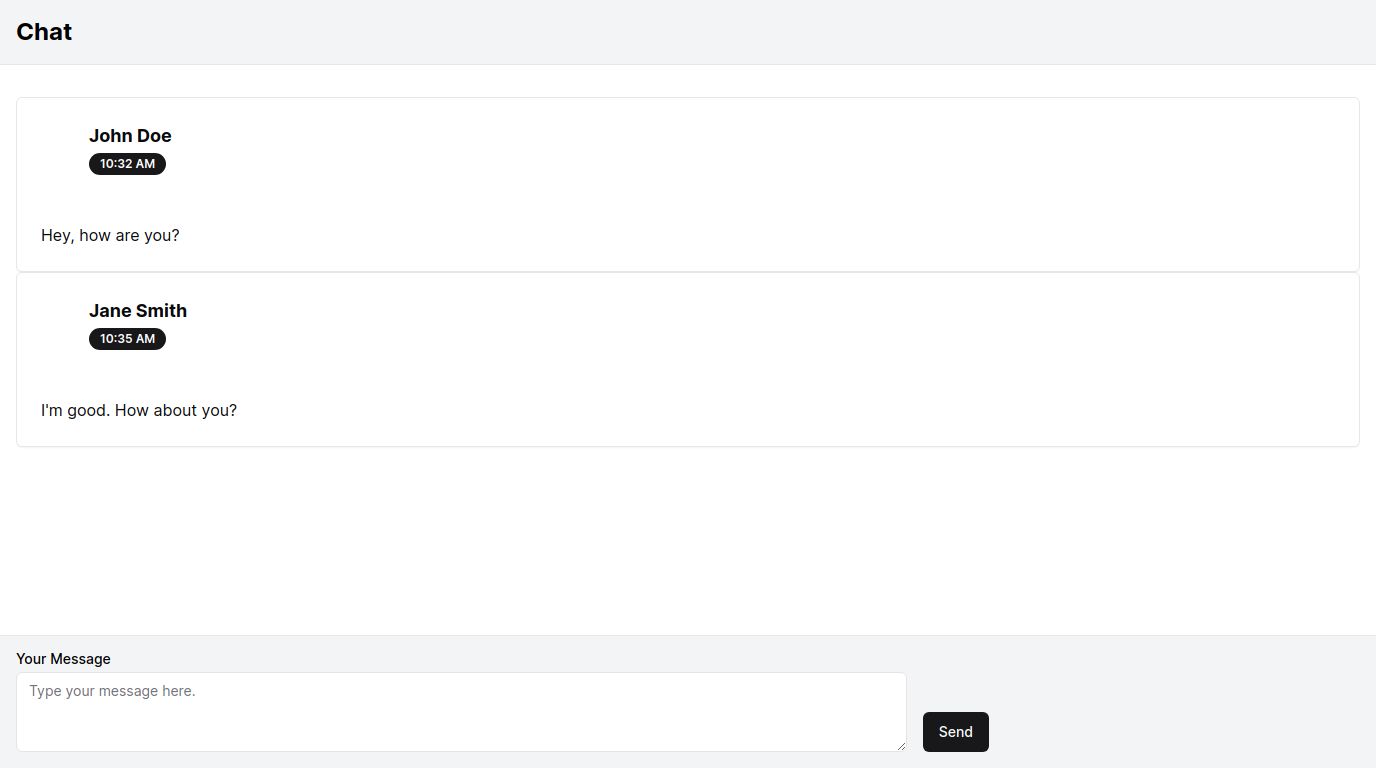 Chat
John Doe
10:32 AM
Hey, how are you?
Jane Smith
10:35 AM
I'm good. How about you?
Your Message
Type your message here.
Send